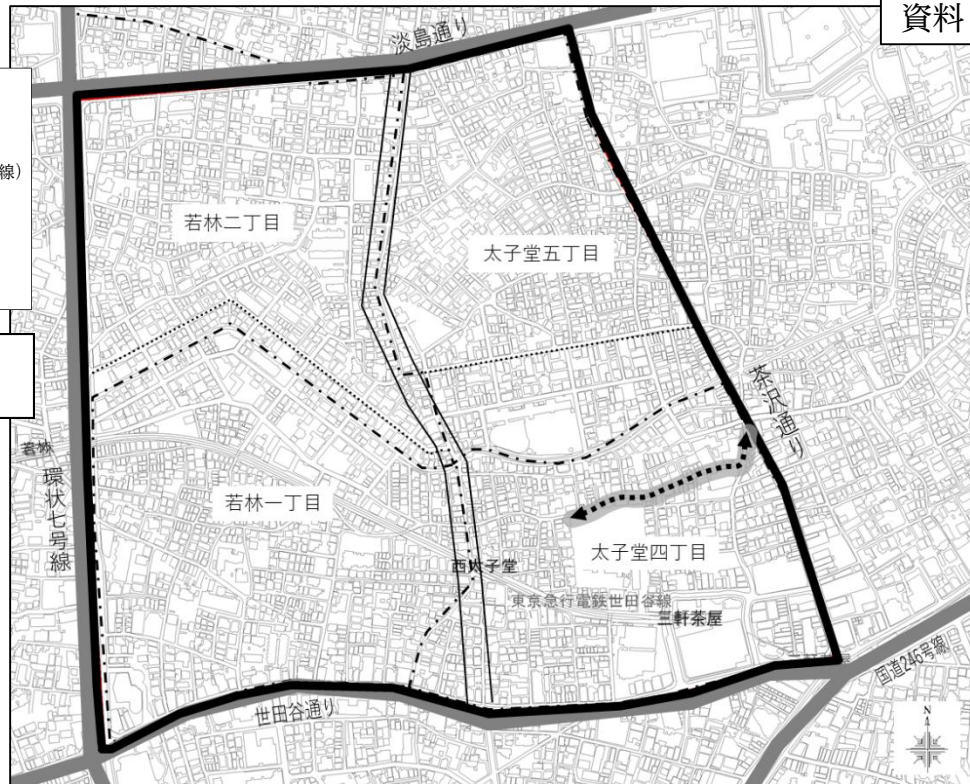 資料
淡島通り
線）
若林二丁目
太子堂五丁目
茶沢通り
若林
環状七号線
若林一丁目
太子堂四丁目
西太子堂
東京急行電鉄世田谷線
三軒茶屋
国道246号線
世田谷通り
N